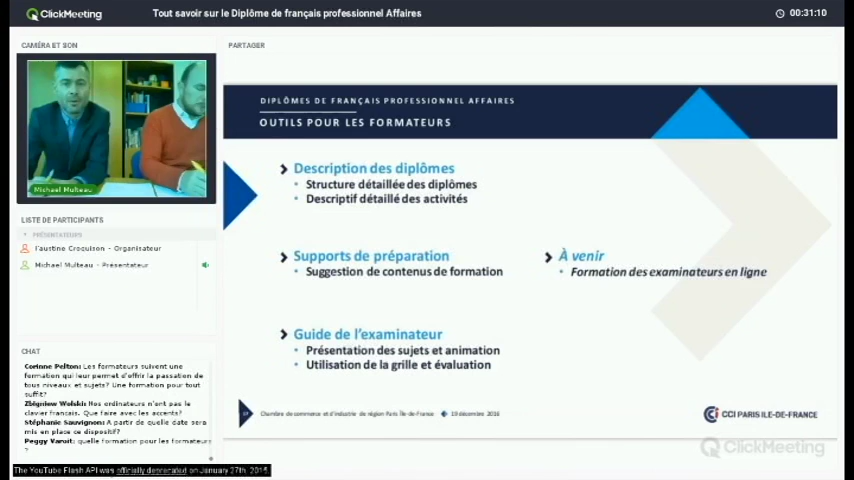 ClickMeeting
Tout savoir sur le Diplôme de français professionnel Affaires
00:31:10
CAMÉRA ET SON
Michael Multeau
LISTE DE PARTICIPANTS
PRÉSENTATEURS
Faustine Croquison - Organisateur
Michael Multeau - Présentateur
CHAT
Corinne Pelton: Les formateurs suivent une
formation qui leur permet d'offrir la passation de
tous niveaux et sujets? Une formation pour tout
suffit?
Zbigniew Wolski: Nos ordinateurs n'ont pas le
clavier français. Que faire avec les accents?
Stéphanie Sauvignon: A partir de quelle date sera
mis en place ce dispositif?
Peggy Varoit: quelle formation pour les formateurs
?
The YouTube Flash API was officially deprecated on January 27th, 2015.
PARTAGER
DIPLÔMES DE FRANÇAIS PROFESSIONNEL AFFAIRES
OUTILS POUR LES FORMATEURS
Description des diplômes
• Structure détaillée des diplômes
• Descriptif détaillé des activités
Supports de préparation
• Suggestion de contenus de formation
À venir
• Formation des examinateurs en ligne
Guide de l'examinateur
• Présentation des sujets et animation
• Utilisation de la grille et évaluation
Chambre de commerce et d'industrie de région Paris Île-de-France
19 décembre 2016
CCI PARIS ILE-DE-FRANCE
ClickMeeting